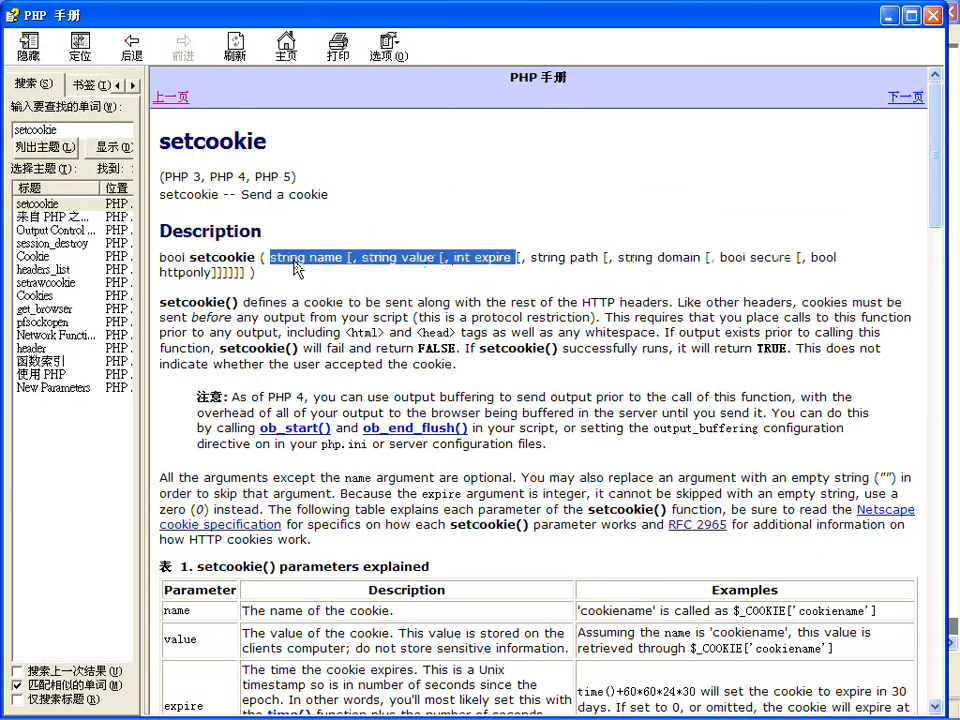 PHP 手册
隐藏 定位 后退 前进 刷新 主页 打印 选项(O)
搜索(S) 书签(I)
输入要查找的单词(W):
setcookie
列出主题(L) 显示(D)
选择主题(T): 找到:
标题 位置
setcookie PHP .
来自 PHP 之... PHP .
Output Control ... PHP .
session_destroy PHP .
Cookie PHP .
headers_list PHP .
setrawcookie PHP .
Cookies PHP .
get_browser PHP .
pfsockopen PHP .
Network Functi... PHP .
header PHP .
函数索引 PHP .
使用 PHP PHP .
New Parameters PHP .
搜索上一次结果(U)
匹配相似的单词(M)
仅搜索标题(R)
PHP 手册
上一页 下一页
setcookie
(PHP 3, PHP 4, PHP 5)
setcookie -- Send a cookie
Description
bool setcookie ( string name [, string value [, int expire [, string path [, string domain [, bool secure [, bool
httponly]]]]]] )
setcookie() defines a cookie to be sent along with the rest of the HTTP headers. Like other headers, cookies must be
sent before any output from your script (this is a protocol restriction). This requires that you place calls to this function
prior to any output, including <html> and <head> tags as well as any whitespace. If output exists prior to calling this
function, setcookie() will fail and return FALSE. If setcookie() successfully runs, it will return TRUE. This does not
indicate whether the user accepted the cookie.
注意: As of PHP 4, you can use output buffering to send output prior to the call of this function, with the
overhead of all of your output to the browser being buffered in the server until you send it. You can do this
by calling ob_start() and ob_end_flush() in your script, or setting the output_buffering configuration
directive on in your php.ini or server configuration files.
All the arguments except the name argument are optional. You may also replace an argument with an empty string ("") in
order to skip that argument. Because the expire argument is integer, it cannot be skipped with an empty string, use a
zero (0) instead. The following table explains each parameter of the setcookie() function, be sure to read the Netscape
cookie specification for specifics on how each setcookie() parameter works and RFC 2965 for additional information on
how HTTP cookies work.
表 1. setcookie() parameters explained
Parameter Description Examples
name The name of the cookie. 'cookiename' is called as $_COOKIE['cookiename']
value The value of the cookie. This value is stored on the
clients computer; do not store sensitive information.
Assuming the name is 'cookiename', this value is
retrieved through $_COOKIE['cookiename']
expire The time the cookie expires. This is a Unix
timestamp so is in number of seconds since the
epoch. In other words, you'll most likely set this with
the time() function plus the number of seconds
time()+60*60*24*30 will set the cookie to expire in 30
days. If set to 0, or omitted, the cookie will expire at